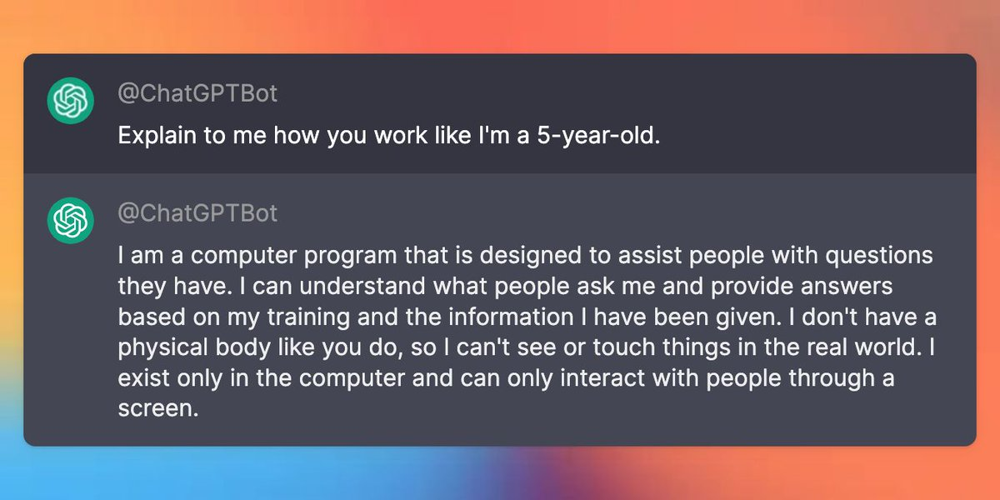 @ChatGPTBot
Explain to me how you work like I'm a 5-year-old.
@ChatGPTBot
I am a computer program that is designed to assist people with questions
they have. I can understand what people ask me and provide answers
based on my training and the information I have been given. I don't have a
physical body like you do, so I can't see or touch things in the real world. I
exist only in the computer and can only interact with people through a
screen.